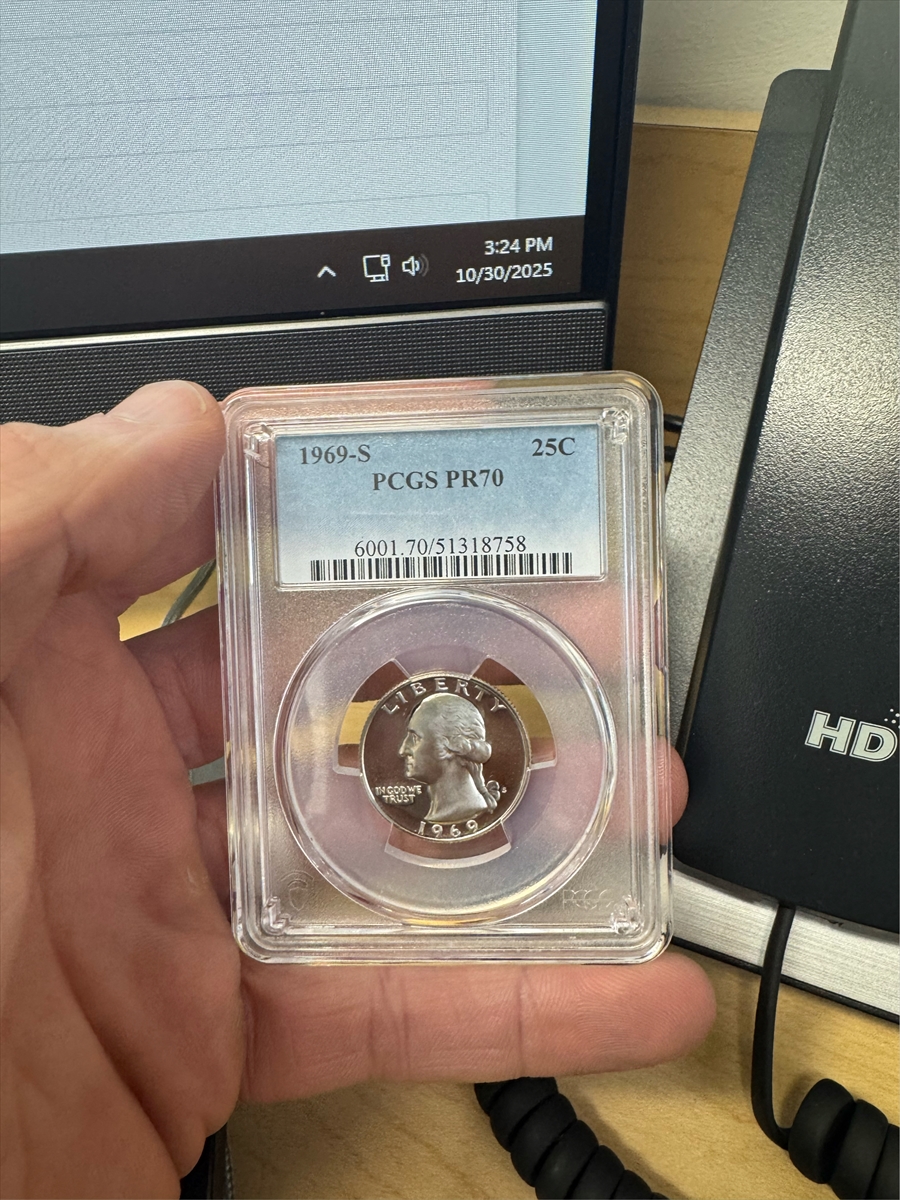 3:24 PM
10/30/2025
1969-S 25C
PCGS PR70
6001.70/51318758
LIBERTY
IN GOD WE
TRUST
S
1969
PCGS
HD